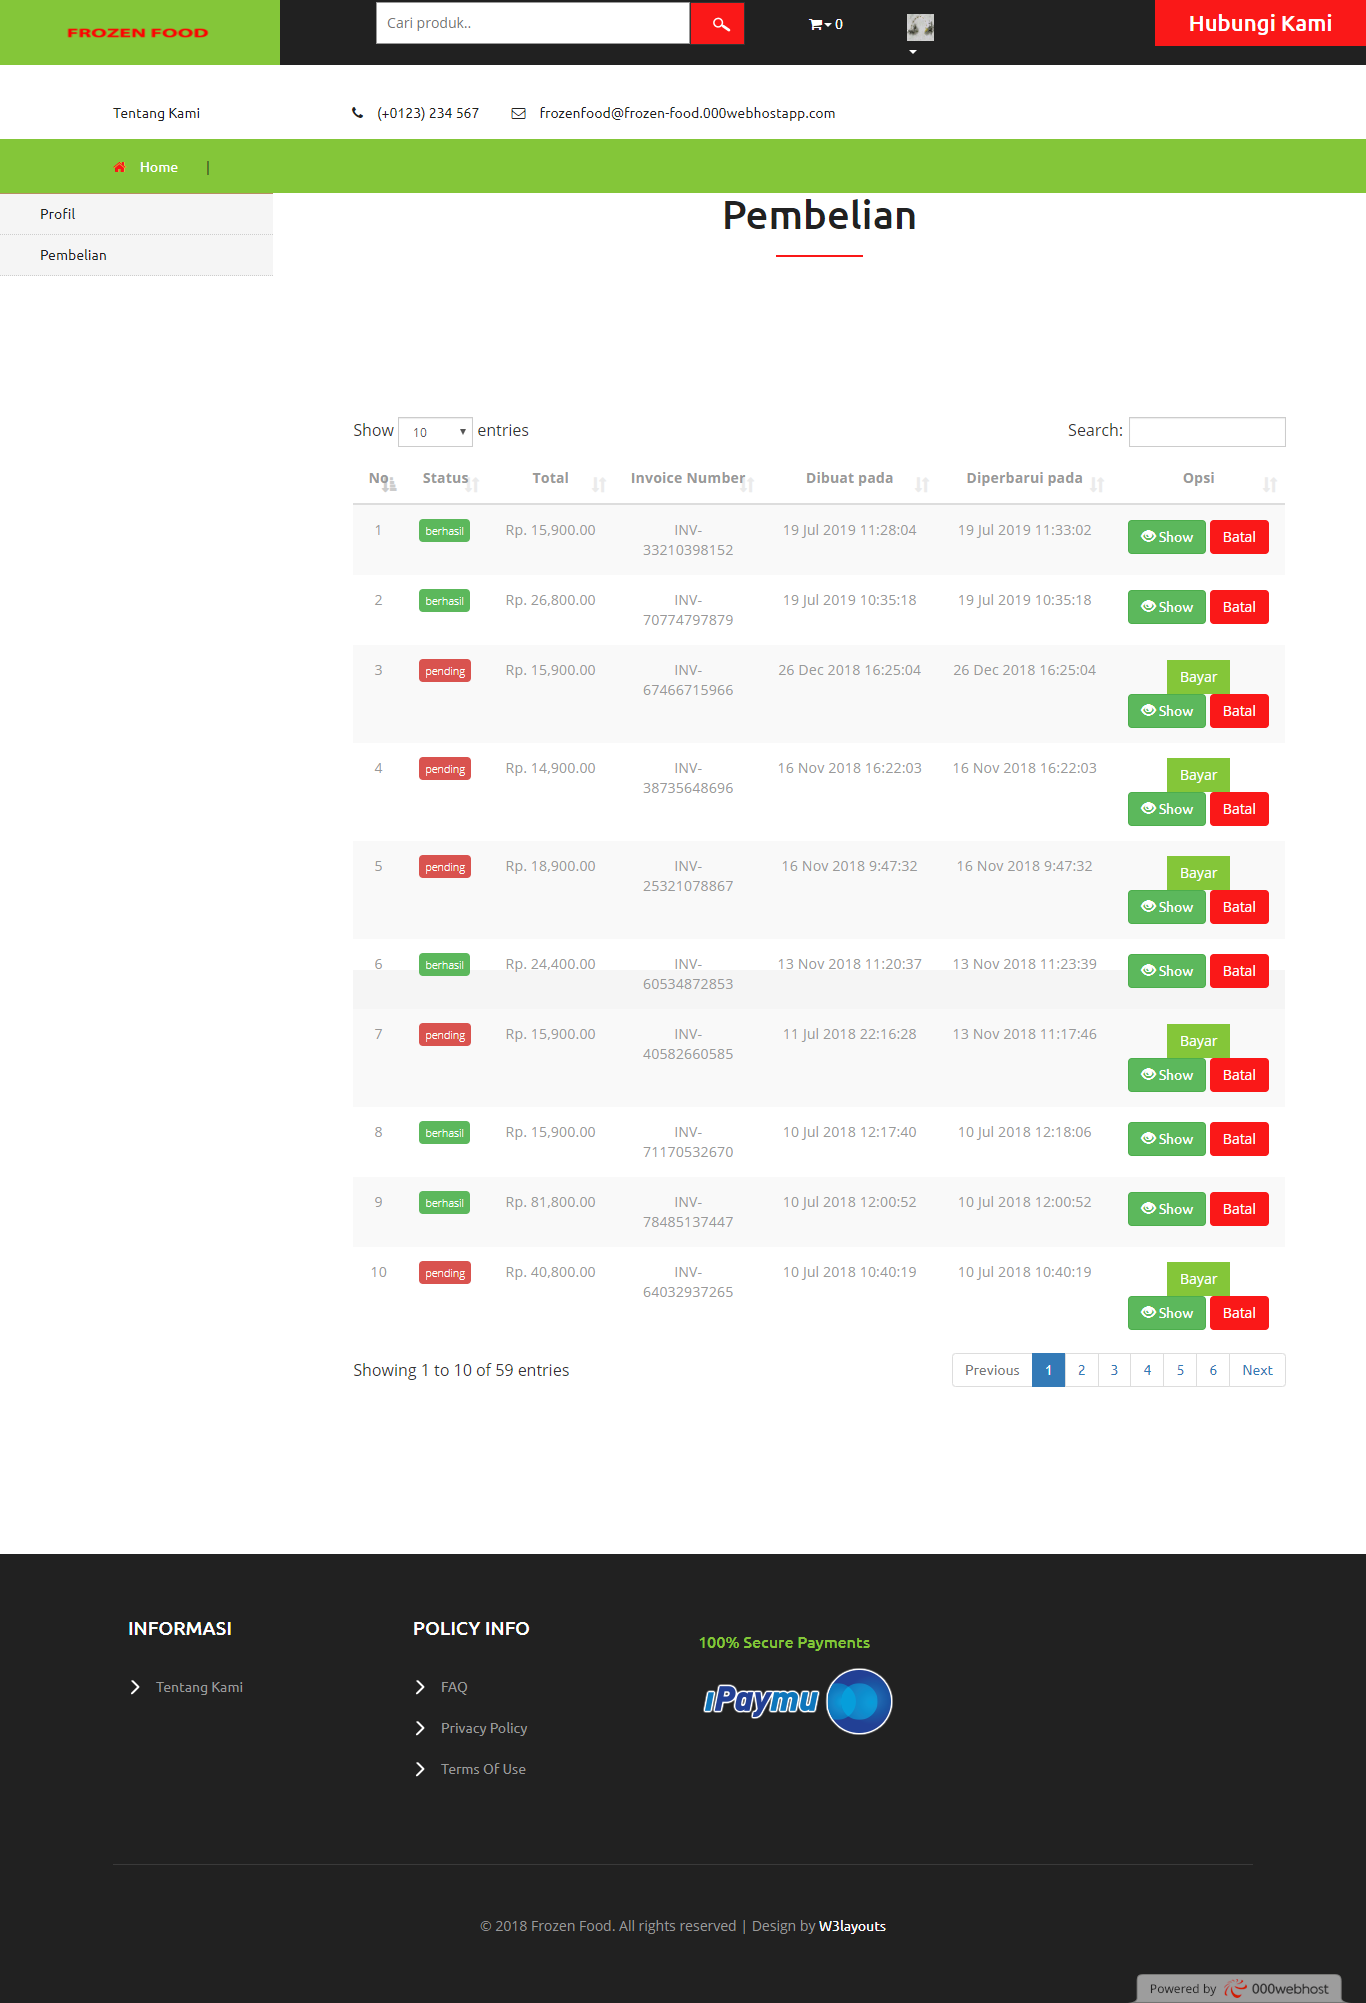 FROZEN FOOD
Cari produk..
0
Hubungi Kami
Tentang Kami
(+0123) 234 567
frozenfood@frozen-food.000webhostapp.com
Home |
Profil
Pembelian
Pembelian
Show 10 entries
Search:
No Status Total Invoice Number Dibuat pada Diperbarui pada Opsi
1 berhasil Rp. 15,900.00 INV-33210398152 19 Jul 2019 11:28:04 19 Jul 2019 11:33:02 Show Batal
2 berhasil Rp. 26,800.00 INV-70774797879 19 Jul 2019 10:35:18 19 Jul 2019 10:35:18 Show Batal
3 pending Rp. 15,900.00 INV-67466715966 26 Dec 2018 16:25:04 26 Dec 2018 16:25:04 Bayar Show Batal
4 pending Rp. 14,900.00 INV-38735648696 16 Nov 2018 16:22:03 16 Nov 2018 16:22:03 Bayar Show Batal
5 pending Rp. 18,900.00 INV-25321078867 16 Nov 2018 9:47:32 16 Nov 2018 9:47:32 Bayar Show Batal
6 berhasil Rp. 24,400.00 INV-60534872853 13 Nov 2018 11:20:37 13 Nov 2018 11:23:39 Show Batal
7 pending Rp. 15,900.00 INV-40582660585 11 Jul 2018 22:16:28 13 Nov 2018 11:17:46 Bayar Show Batal
8 berhasil Rp. 15,900.00 INV-71170532670 10 Jul 2018 12:17:40 10 Jul 2018 12:18:06 Show Batal
9 berhasil Rp. 81,800.00 INV-78485137447 10 Jul 2018 12:00:52 10 Jul 2018 12:00:52 Show Batal
10 pending Rp. 40,800.00 INV-64032937265 10 Jul 2018 10:40:19 10 Jul 2018 10:40:19 Bayar Show Batal
Showing 1 to 10 of 59 entries
Previous 1 2 3 4 5 6 Next
INFORMASI
Tentang Kami
POLICY INFO
FAQ
Privacy Policy
Terms Of Use
100% Secure Payments
iPaymu
© 2018 Frozen Food. All rights reserved | Design by W3layouts
Powered by 000webhost